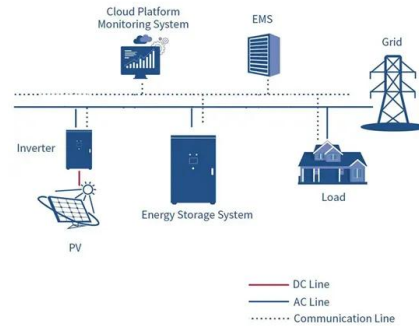 Cloud Platform
Monitoring System
EMS
Grid
Inverter
Energy Storage System
Load
PV
DC Line
AC Line
Communication Line